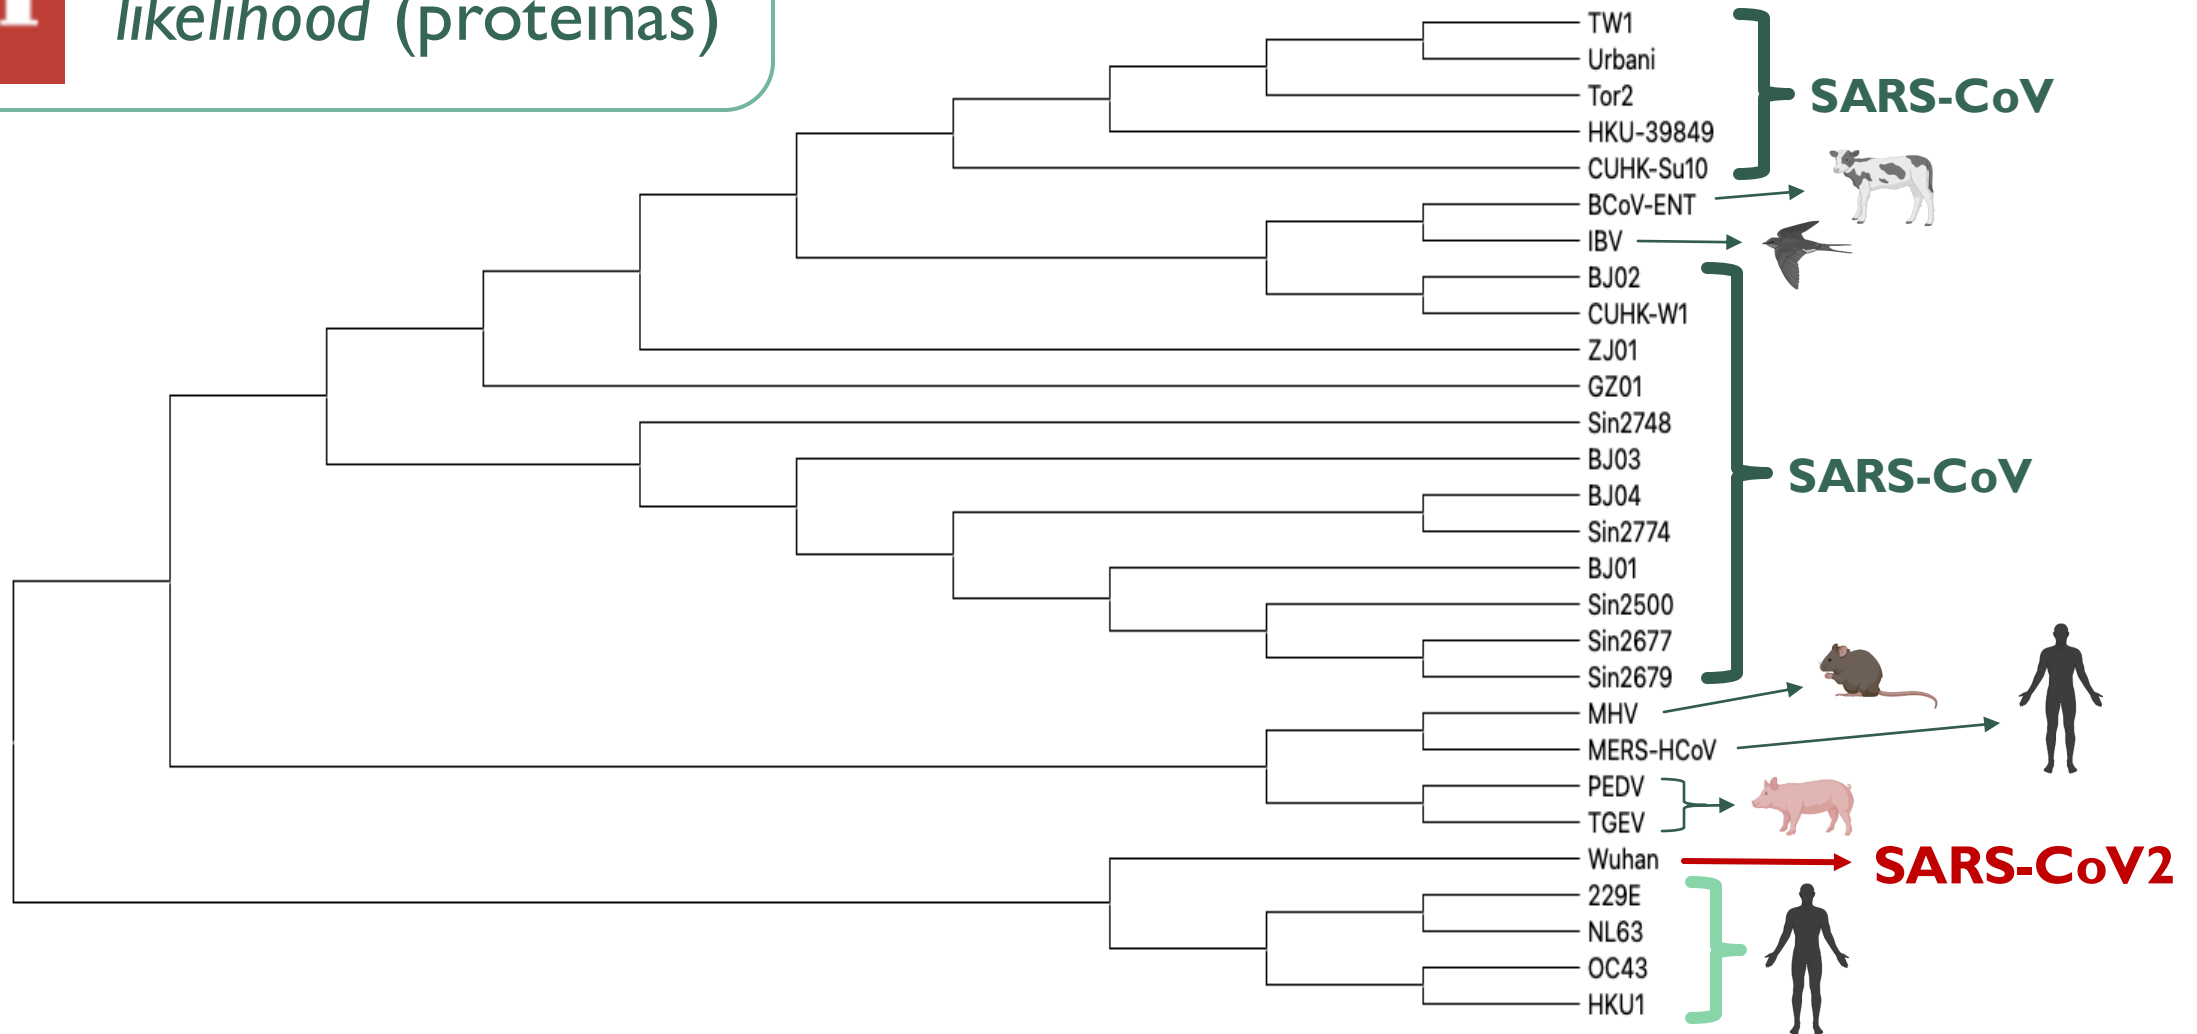 likelihood (proteínas)
TW1
Urbani
Tor2
HKU-39849
CUHK-Su10
SARS-CoV
BCoV-ENT
IBV
BJ02
CUHK-W1
ZJ01
GZ01
Sin2748
BJ03
BJ04
Sin2774
BJ01
Sin2500
Sin2677
Sin2679
SARS-CoV
MHV
MERS-HCoV
PEDV
TGEV
Wuhan
SARS-CoV2
229E
NL63
OC43
HKU1